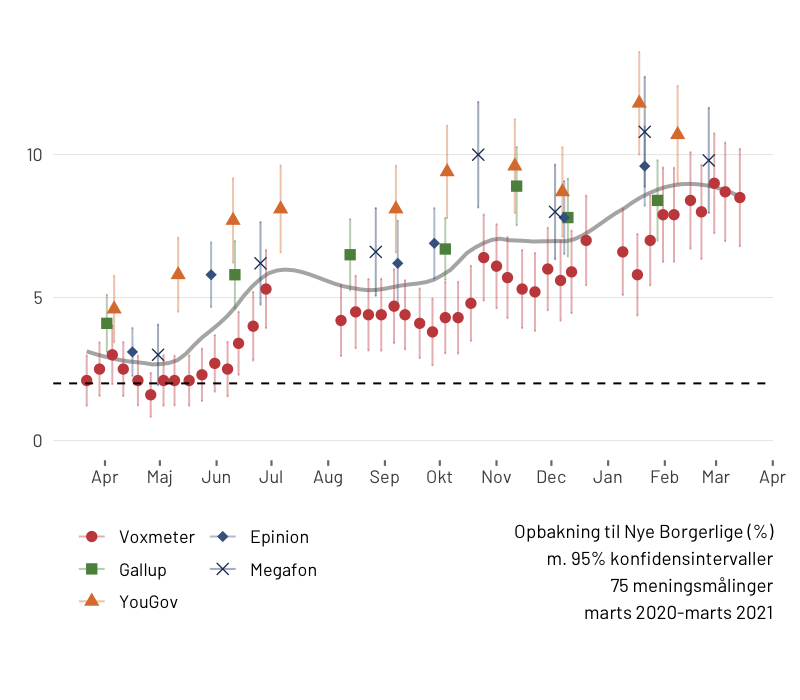 10
5
0
Apr Maj Jun Jul Aug Sep Okt Nov Dec Jan Feb Mar Apr
Voxmeter Epinion
Gallup Megafon
YouGov
Opbakning til Nye Borgerlige (%)
m. 95% konfidensintervaller
75 meningsmålinger
marts 2020-marts 2021